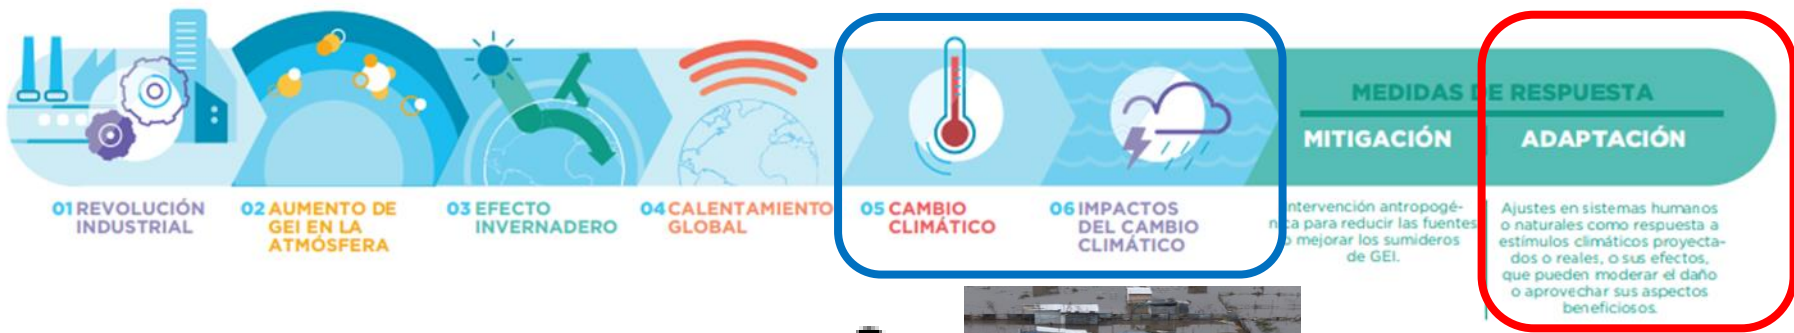 01 REVOLUCIÓN
INDUSTRIAL
02 AUMENTO DE
GEI EN LA
ATMÓSFERA
03 EFECTO
INVERNADERO
04 CALENTAMIENTO
GLOBAL
05 CAMBIO
CLIMÁTICO
06 IMPACTOS
DEL CAMBIO
CLIMÁTICO
MEDIDAS DE RESPUESTA
MITIGACIÓN
Intervención antropogé-
nica para reducir las fuentes
o mejorar los sumideros
de GEI.
ADAPTACIÓN
Ajustes en sistemas humanos
o naturales como respuesta a
estímulos climáticos proyecta-
dos o reales, o sus efectos,
que pueden moderar el daño
o aprovechar sus aspectos
beneficiosos.